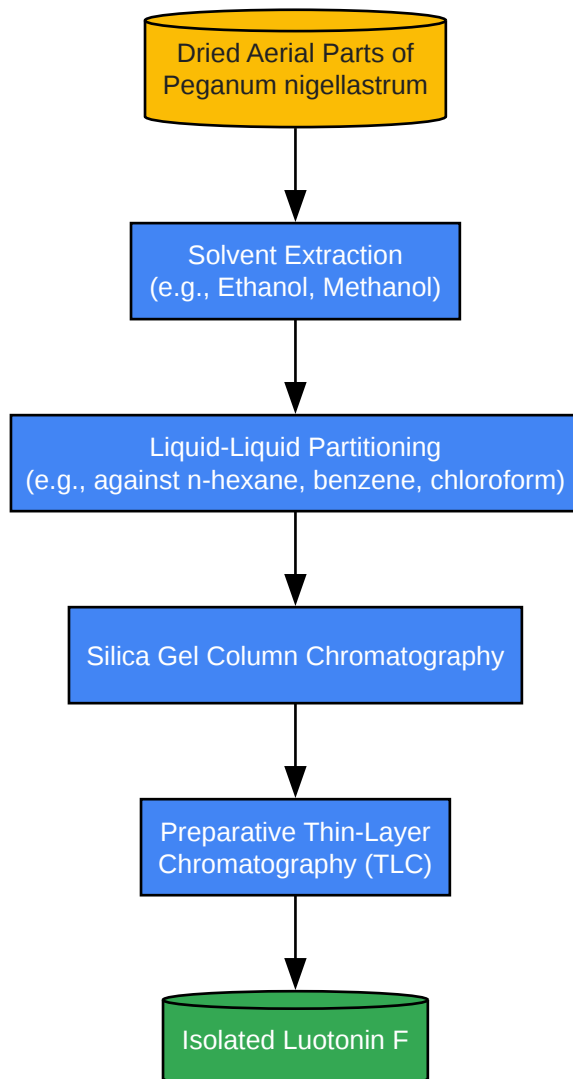 Dried Aerial Parts of
Peganum nigellastrum
Solvent Extraction
(e.g., Ethanol, Methanol)
Liquid-Liquid Partitioning
(e.g., against n-hexane, benzene, chloroform)
Silica Gel Column Chromatography
Preparative Thin-Layer
Chromatography (TLC)
Isolated Luotonin F